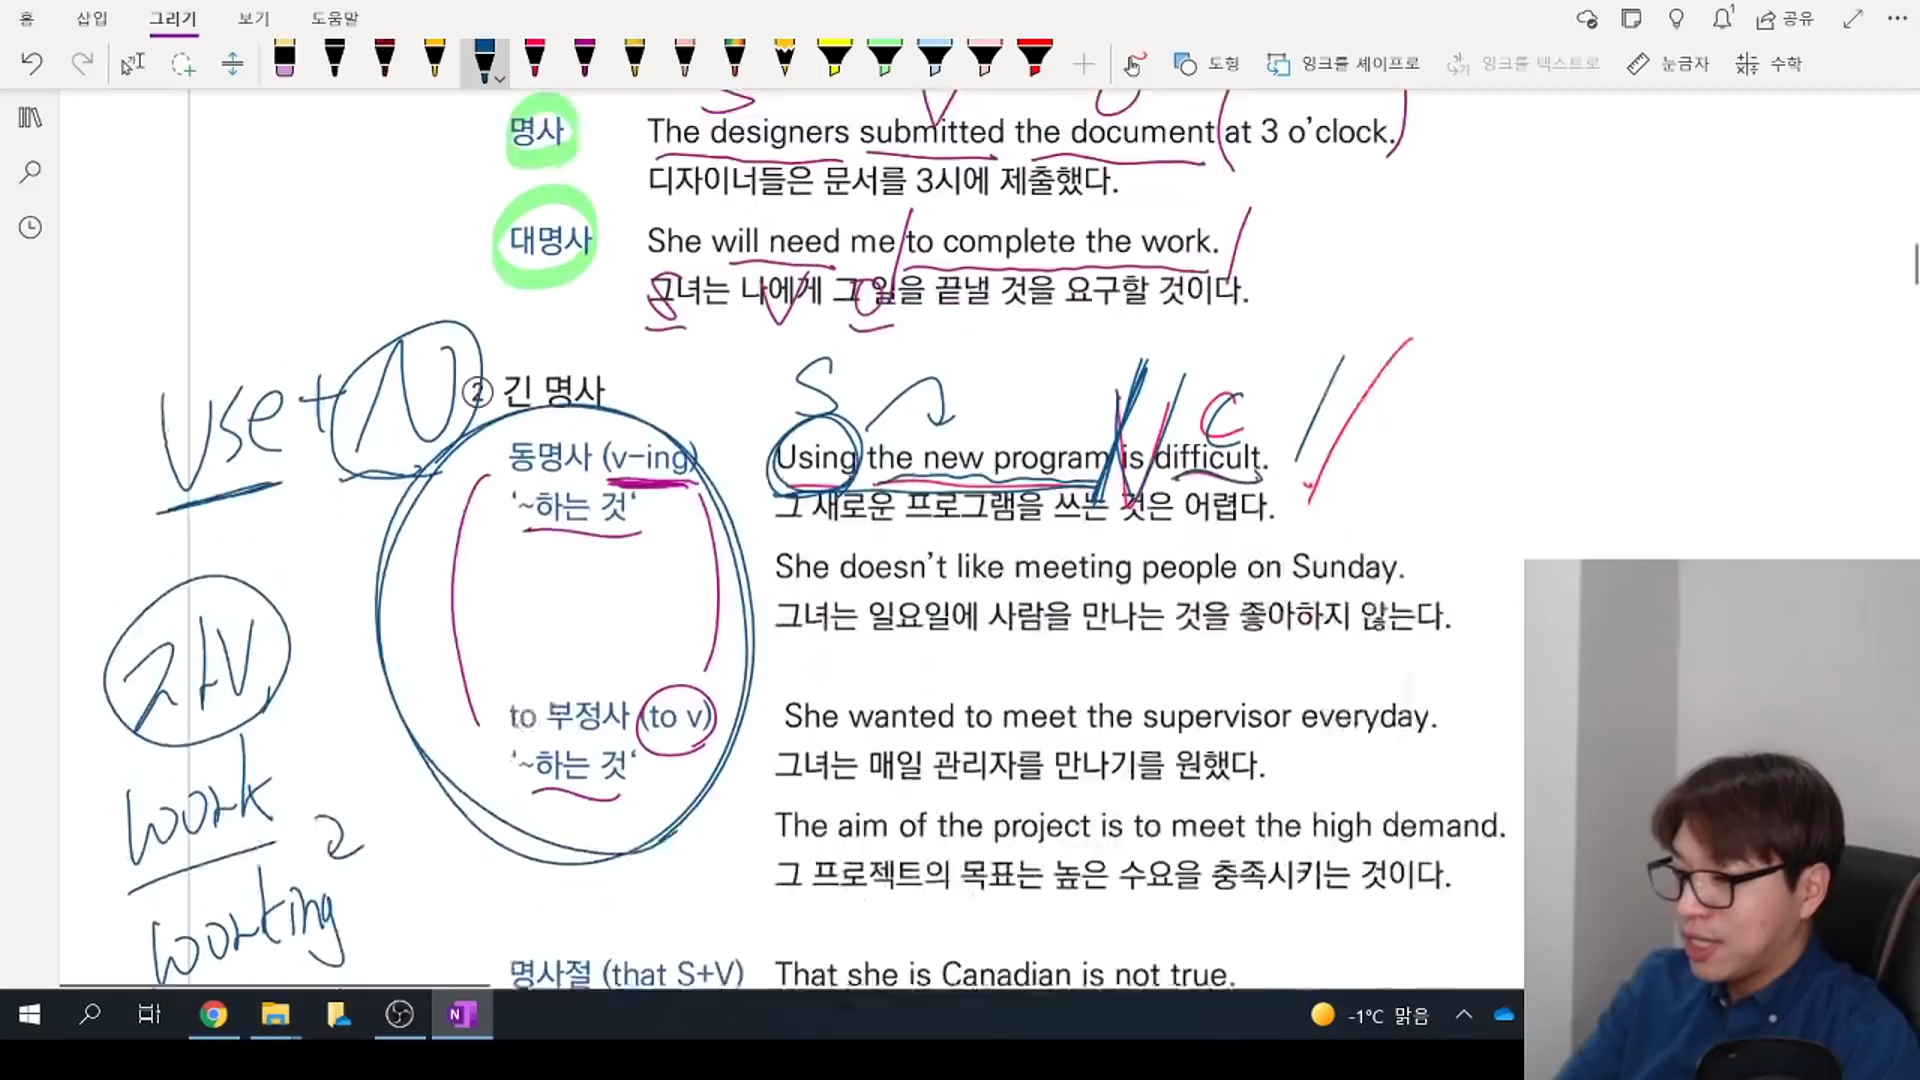 홈 삽입 그리기 보기 도움말
공유
도형 잉크를 셰이프로 잉크를 텍스트로 눈금자 수학
S V O
명사 The designers submitted the document at 3 o’clock.
디자이너들은 문서를 3시에 제출했다.
대명사 She will need me to complete the work.
그녀는 나에게 그 일을 끝낼 것을 요구할 것이다.
S V O
use + N
② 긴 명사
S V C
동명사 (v-ing) Using the new program is difficult.
‘~하는 것‘ 그 새로운 프로그램을 쓰는 것은 어렵다.
She doesn’t like meeting people on Sunday.
그녀는 일요일에 사람을 만나는 것을 좋아하지 않는다.
to 부정사 (to v) She wanted to meet the supervisor everyday.
‘~하는 것‘ 그녀는 매일 관리자를 만나기를 원했다.
work
The aim of the project is to meet the high demand.
그 프로젝트의 목표는 높은 수요을 충족시키는 것이다.
working
명사절 (that S+V) That she is Canadian is not true.
-1°C 맑음